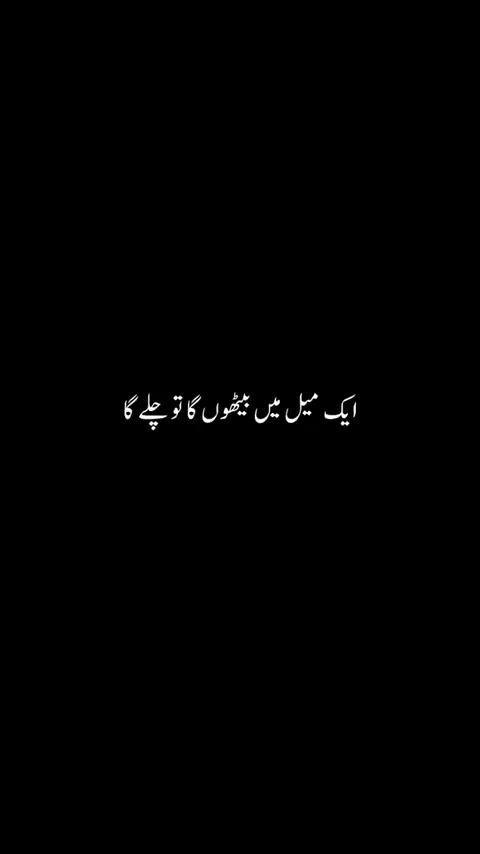 ایک میل میں بیٹھوں گا تو چلے گا